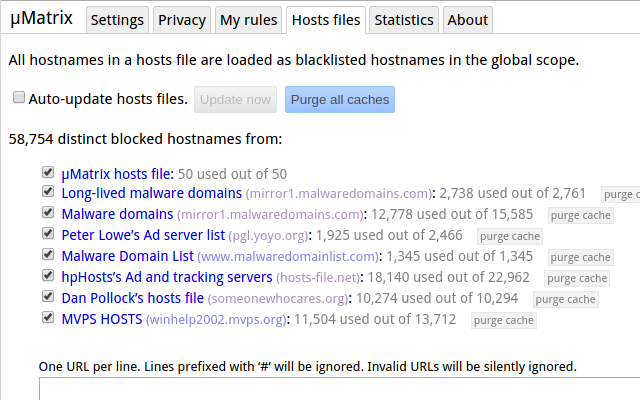 µMatrix Settings Privacy My rules Hosts files Statistics About
All hostnames in a hosts file are loaded as blacklisted hostnames in the global scope.
Auto-update hosts files. Update now Purge all caches
58,754 distinct blocked hostnames from:
µMatrix hosts file: 50 used out of 50
Long-lived malware domains (mirror1.malwaredomains.com): 2,738 used out of 2,761 purge c
Malware domains (mirror1.malwaredomains.com): 12,778 used out of 15,585 purge cache
Peter Lowe’s Ad server list (pgl.yoyo.org): 1,925 used out of 2,466 purge cache
Malware Domain List (www.malwaredomainlist.com): 1,345 used out of 1,345 purge cache
hpHosts’s Ad and tracking servers (hosts-file.net): 18,140 used out of 22,962 purge cache
Dan Pollock’s hosts file (someonewhocares.org): 10,274 used out of 10,294 purge cache
MVPS HOSTS (winhelp2002.mvps.org): 11,504 used out of 13,712 purge cache
One URL per line. Lines prefixed with ‘#’ will be ignored. Invalid URLs will be silently ignored.